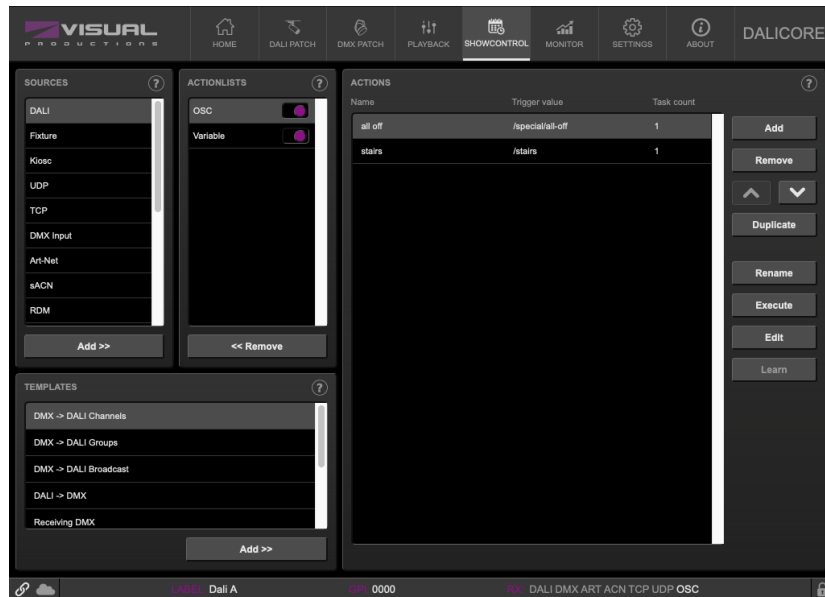 VISUAL
PRODUCTIONS
HOME
DALI PATCH
DMX PATCH
PLAYBACK
SHOWCONTROL
MONITOR
SETTINGS
ABOUT
DALICORE
SOURCES ?
DALI
Fixture
Kiosc
UDP
TCP
DMX Input
Art-Net
sACN
RDM
Add >>
ACTIONLISTS ?
OSC
Variable
<< Remove
TEMPLATES ?
DMX -> DALI Channels
DMX -> DALI Groups
DMX -> DALI Broadcast
DALI -> DMX
Receiving DMX
Add >>
ACTIONS ?
Name Trigger value Task count
all off /special/all-off 1
stairs /stairs 1
Add
Remove
Duplicate
Rename
Execute
Edit
Learn
LABEL: Dali A GPI: 0000 RX: DALI DMX ART ACN TCP UDP OSC